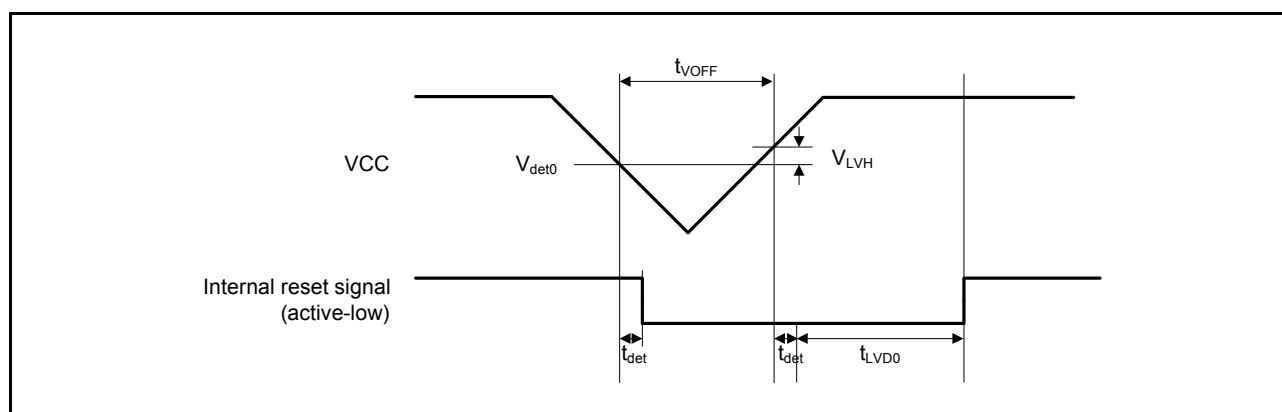 tVOFF
VCC
Vdet0
VLVH
Internal reset signal
(active-low)
tdet
tdet
tLVD0